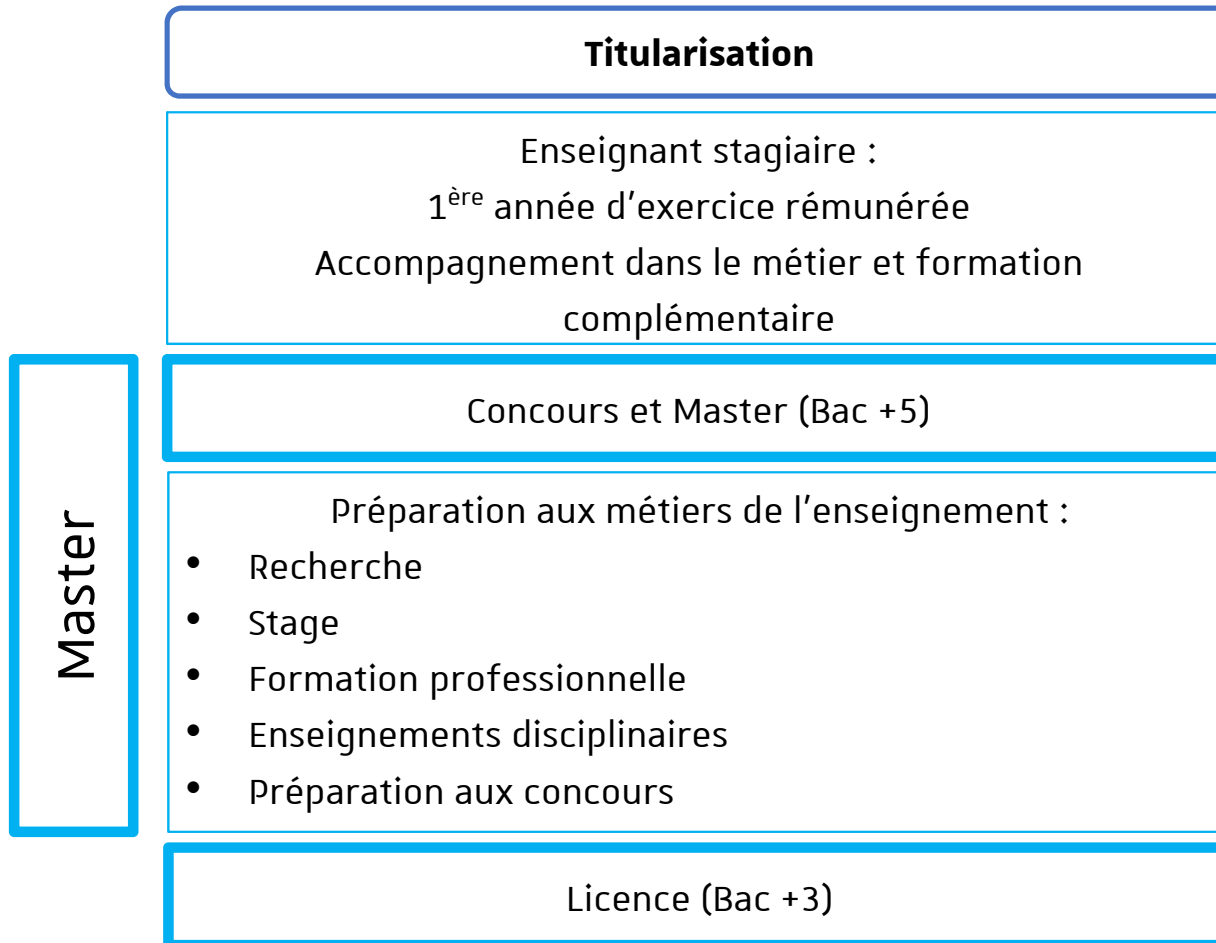 Titularisation
Enseignant stagiaire :
1ère année d’exercice rémunérée
Accompagnement dans le métier et formation
complémentaire
Master
Concours et Master (Bac +5)
Préparation aux métiers de l’enseignement :
• Recherche
• Stage
• Formation professionnelle
• Enseignements disciplinaires
• Préparation aux concours
Licence (Bac +3)